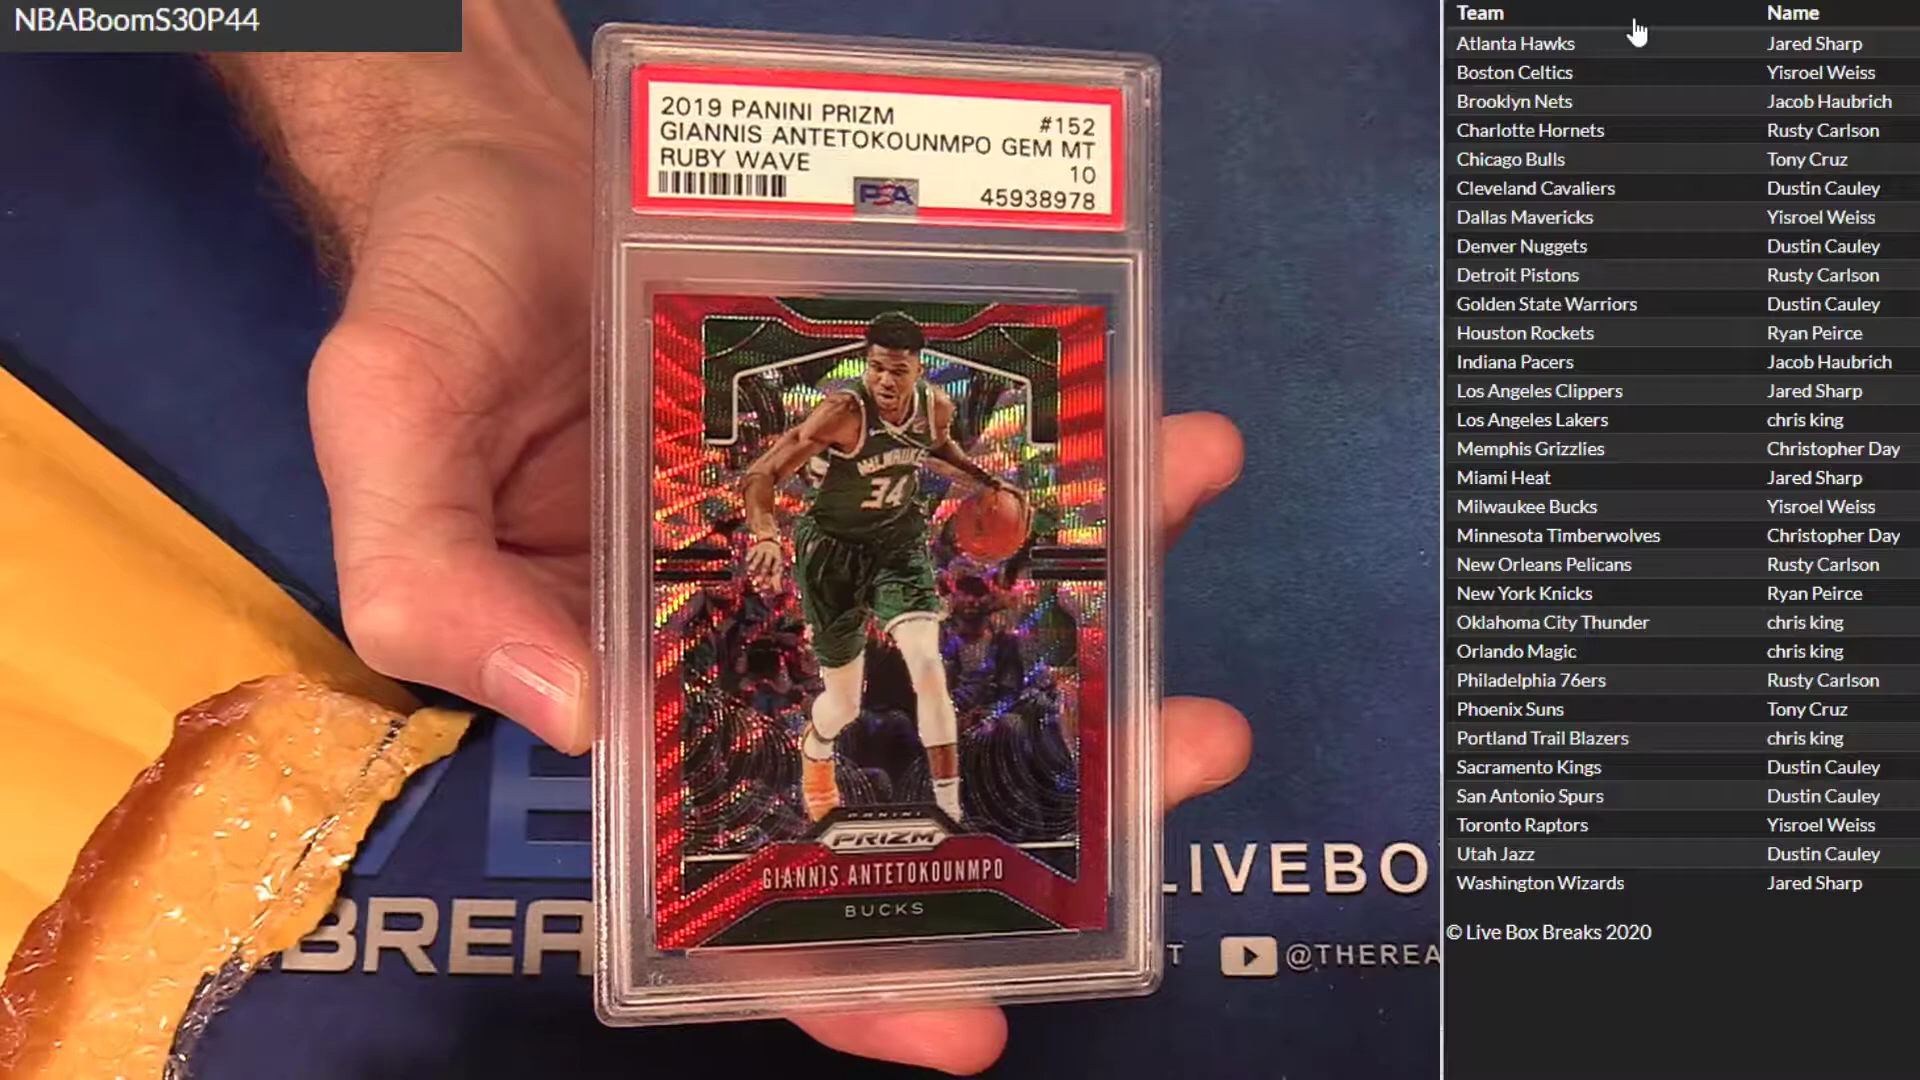 NBABoomS30P44
2019 PANINI PRIZM #152
GIANNIS ANTETOKOUNMPO GEM MT
RUBY WAVE 10
PSA 45938978
MILWAUKEE
34
PANINI
PRIZM
GIANNIS ANTETOKOUNMPO
BUCKS
LIVEBO
BREA
@THEREA
Team Name
Atlanta Hawks Jared Sharp
Boston Celtics Yisroel Weiss
Brooklyn Nets Jacob Haubrich
Charlotte Hornets Rusty Carlson
Chicago Bulls Tony Cruz
Cleveland Cavaliers Dustin Cauley
Dallas Mavericks Yisroel Weiss
Denver Nuggets Dustin Cauley
Detroit Pistons Rusty Carlson
Golden State Warriors Dustin Cauley
Houston Rockets Ryan Peirce
Indiana Pacers Jacob Haubrich
Los Angeles Clippers Jared Sharp
Los Angeles Lakers chris king
Memphis Grizzlies Christopher Day
Miami Heat Jared Sharp
Milwaukee Bucks Yisroel Weiss
Minnesota Timberwolves Christopher Day
New Orleans Pelicans Rusty Carlson
New York Knicks Ryan Peirce
Oklahoma City Thunder chris king
Orlando Magic chris king
Philadelphia 76ers Rusty Carlson
Phoenix Suns Tony Cruz
Portland Trail Blazers chris king
Sacramento Kings Dustin Cauley
San Antonio Spurs Dustin Cauley
Toronto Raptors Yisroel Weiss
Utah Jazz Dustin Cauley
Washington Wizards Jared Sharp
© Live Box Breaks 2020